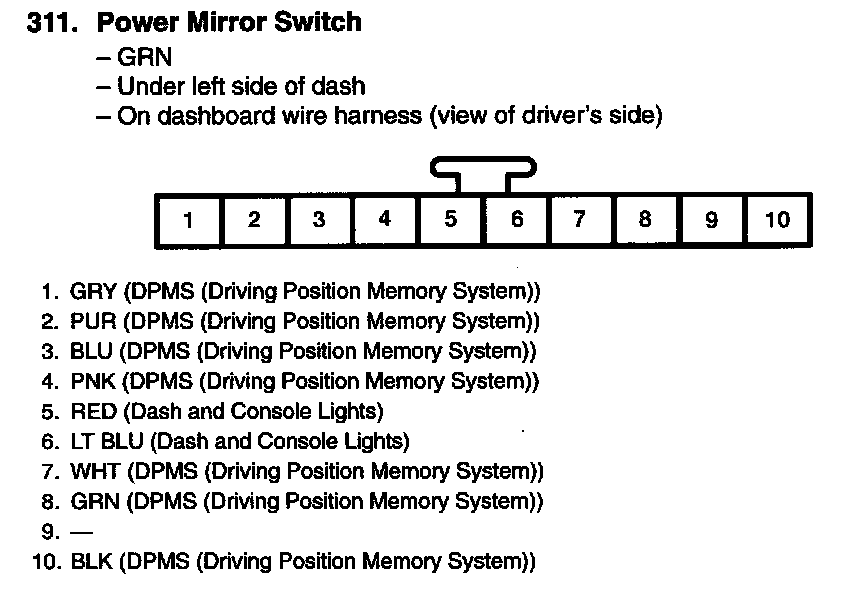 311. Power Mirror Switch
– GRN
– Under left side of dash
– On dashboard wire harness (view of driver's side)
1 2 3 4 5 6 7 8 9 10
1. GRY (DPMS (Driving Position Memory System))
2. PUR (DPMS (Driving Position Memory System))
3. BLU (DPMS (Driving Position Memory System))
4. PNK (DPMS (Driving Position Memory System))
5. RED (Dash and Console Lights)
6. LT BLU (Dash and Console Lights)
7. WHT (DPMS (Driving Position Memory System))
8. GRN (DPMS (Driving Position Memory System))
9. —
10. BLK (DPMS (Driving Position Memory System))